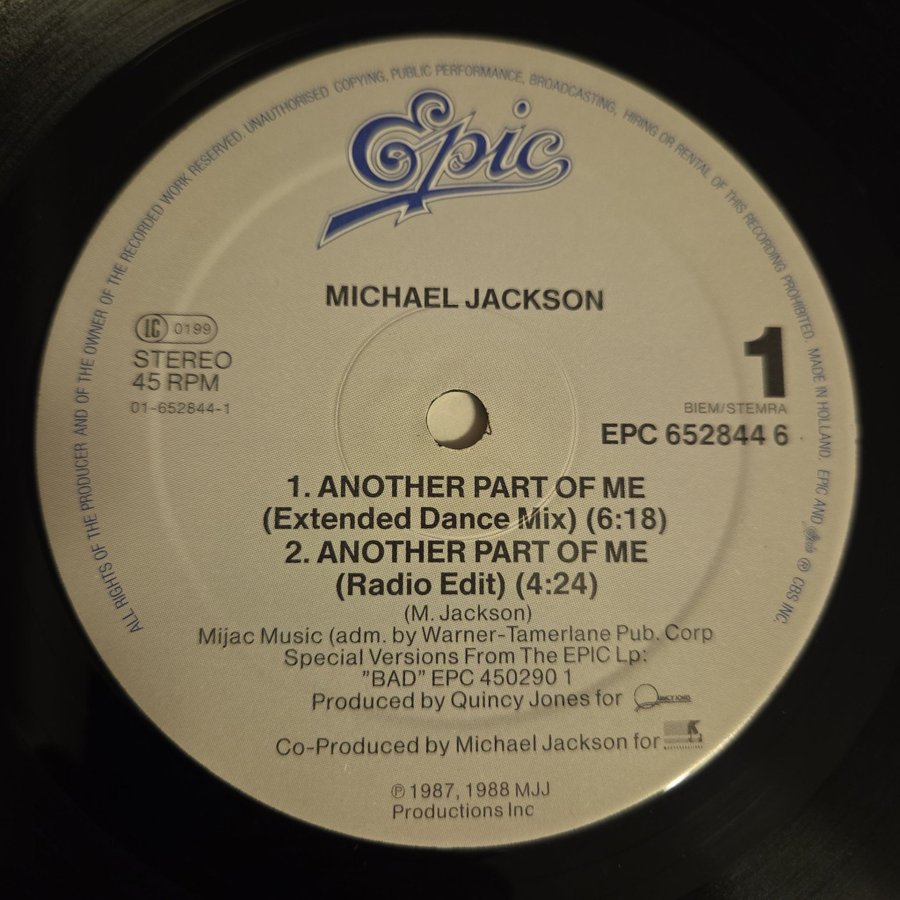 ALL RIGHTS OF THE PRODUCER AND OF THE OWNER OF THE RECORDED WORK RESERVED. UNAUTHORISED COPYING, PUBLIC PERFORMANCE, BROADCASTING, HIRING OR RENTAL OF THIS RECORDING PROHIBITED. MADE IN HOLLAND. EPIC AND Epic ® CBS INC.
Epic
MICHAEL JACKSON
LC 0199
STEREO
45 RPM
01-652844-1
1
BIEM/STEMRA
EPC 652844 6
1. ANOTHER PART OF ME
(Extended Dance Mix) (6:18)
2. ANOTHER PART OF ME
(Radio Edit) (4:24)
(M. Jackson)
Mijac Music (adm. by Warner-Tamerlane Pub. Corp
Special Versions From The EPIC Lp:
"BAD" EPC 450290 1
Produced by Quincy Jones for
Co-Produced by Michael Jackson for
℗ 1987, 1988 MJJ
Productions Inc